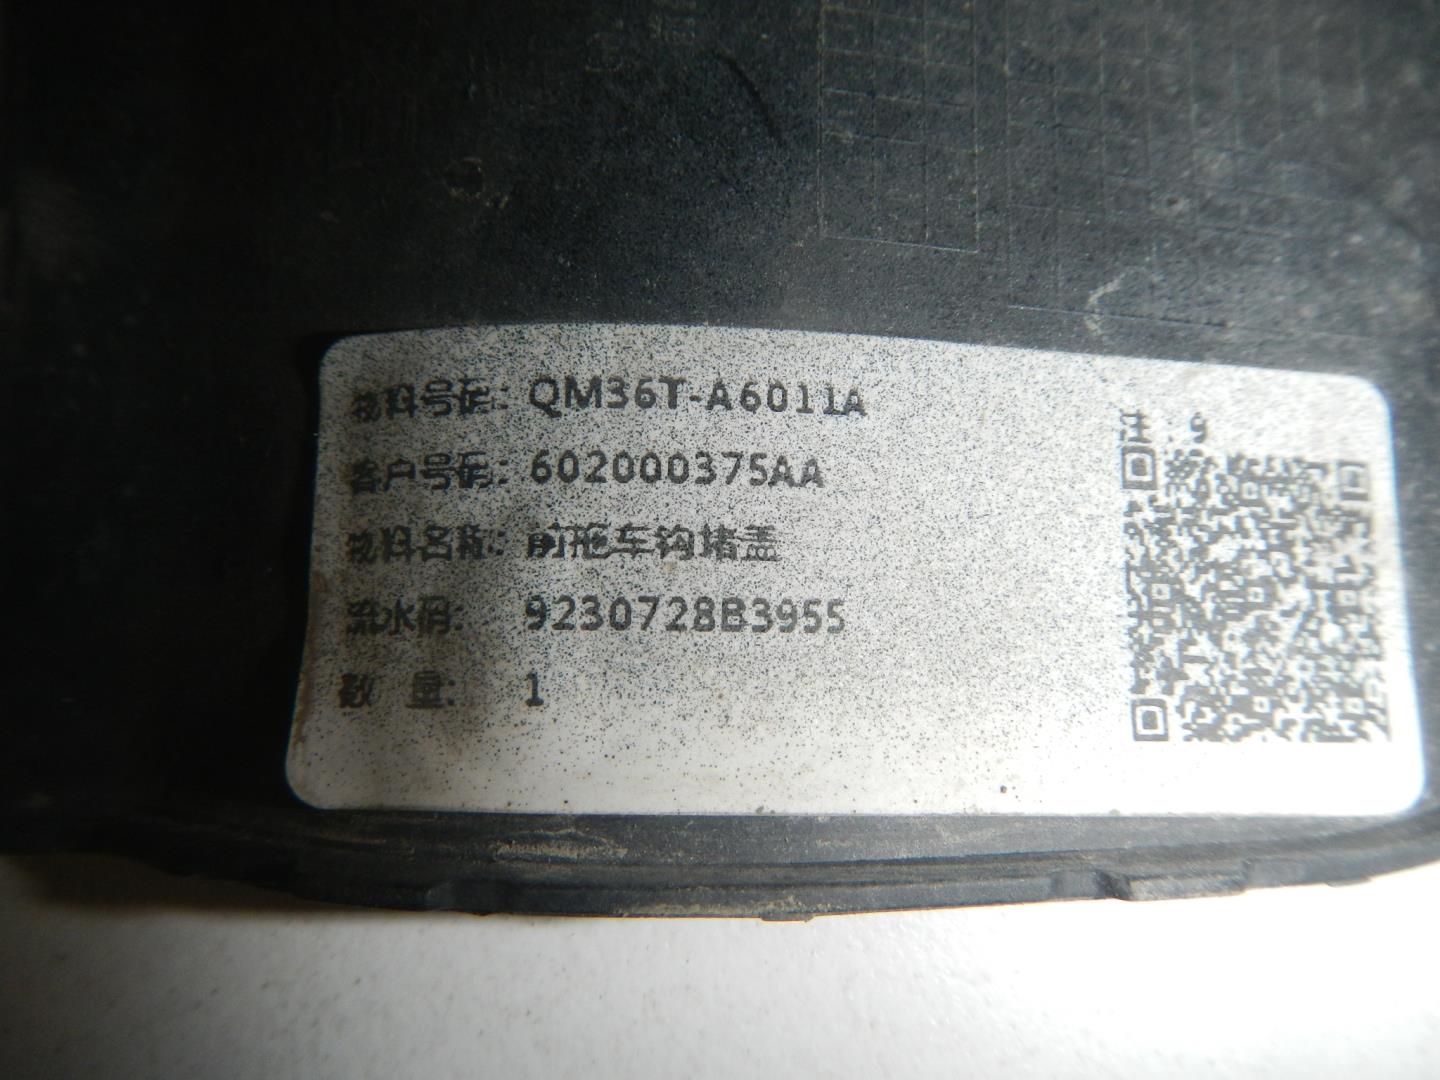 物料号码: QM36T-A6011A
客户号码: 602000375AA
物料名称: 前拖车钩堵盖
流水码: 9230728B3955
数 量: 1
9